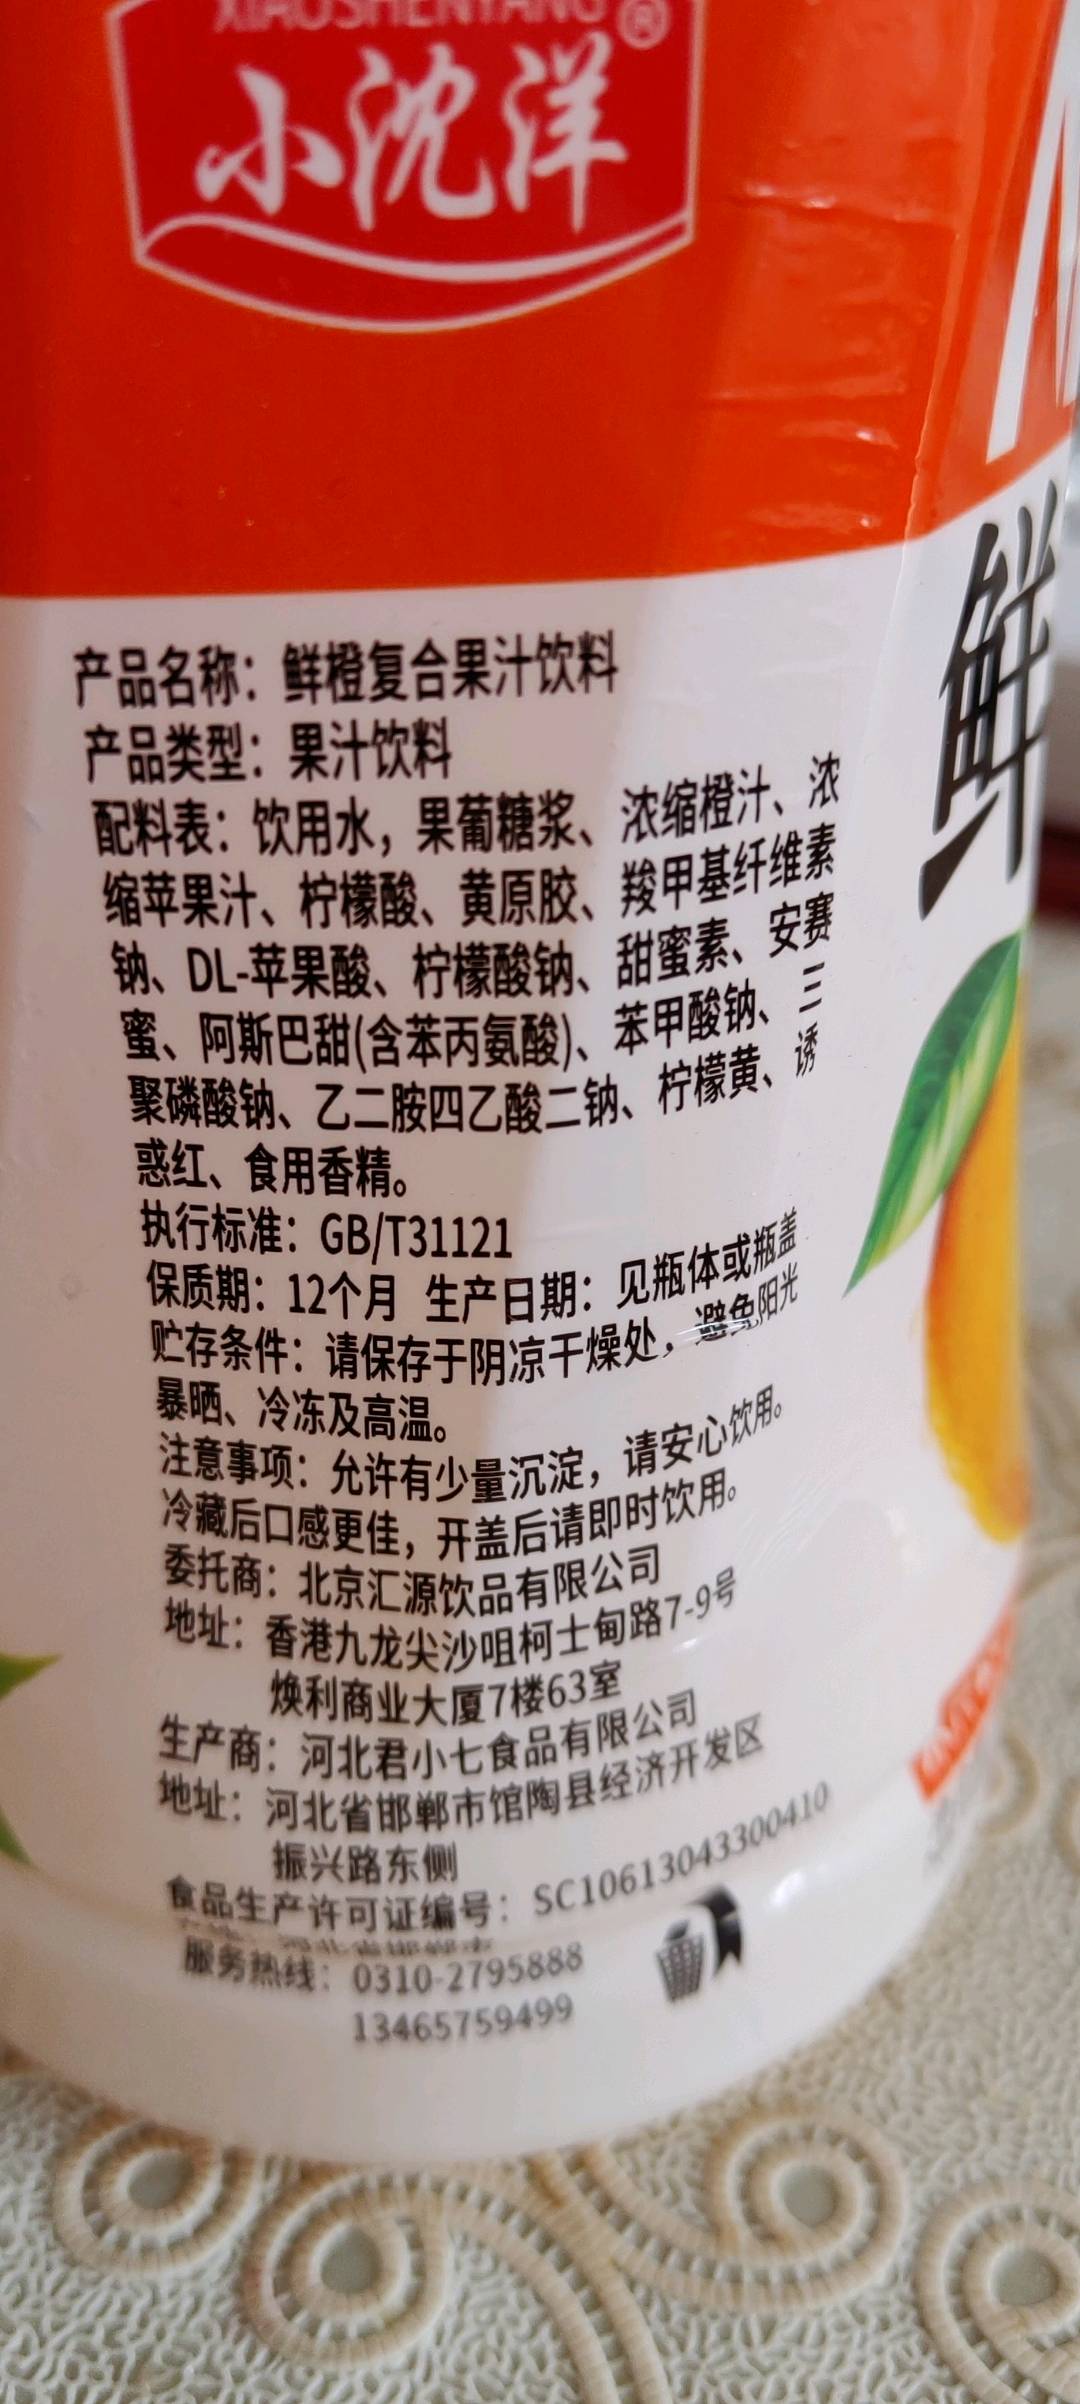 XIAOSHENYANG ®
小沈洋
鲜
产品名称：鲜橙复合果汁饮料
产品类型：果汁饮料
配料表：饮用水，果葡糖浆、浓缩橙汁、浓
缩苹果汁、柠檬酸、黄原胶、羧甲基纤维素
钠、DL-苹果酸、柠檬酸钠、甜蜜素、安赛
蜜、阿斯巴甜(含苯丙氨酸)、苯甲酸钠、三
聚磷酸钠、乙二胺四乙酸二钠、柠檬黄、诱
惑红、食用香精。
执行标准：GB/T31121
保质期：12个月 生产日期：见瓶体或瓶盖
贮存条件：请保存于阴凉干燥处，避免阳光
暴晒、冷冻及高温。
注意事项：允许有少量沉淀，请安心饮用。
冷藏后口感更佳，开盖后请即时饮用。
委托商：北京汇源饮品有限公司
地址：香港九龙尖沙咀柯士甸路7-9号
焕利商业大厦7楼63室
生产商：河北君小七食品有限公司
地址：河北省邯郸市馆陶县经济开发区
振兴路东侧
食品生产许可证编号：SC10613043300410
服务热线：0310-2795888
13465759499